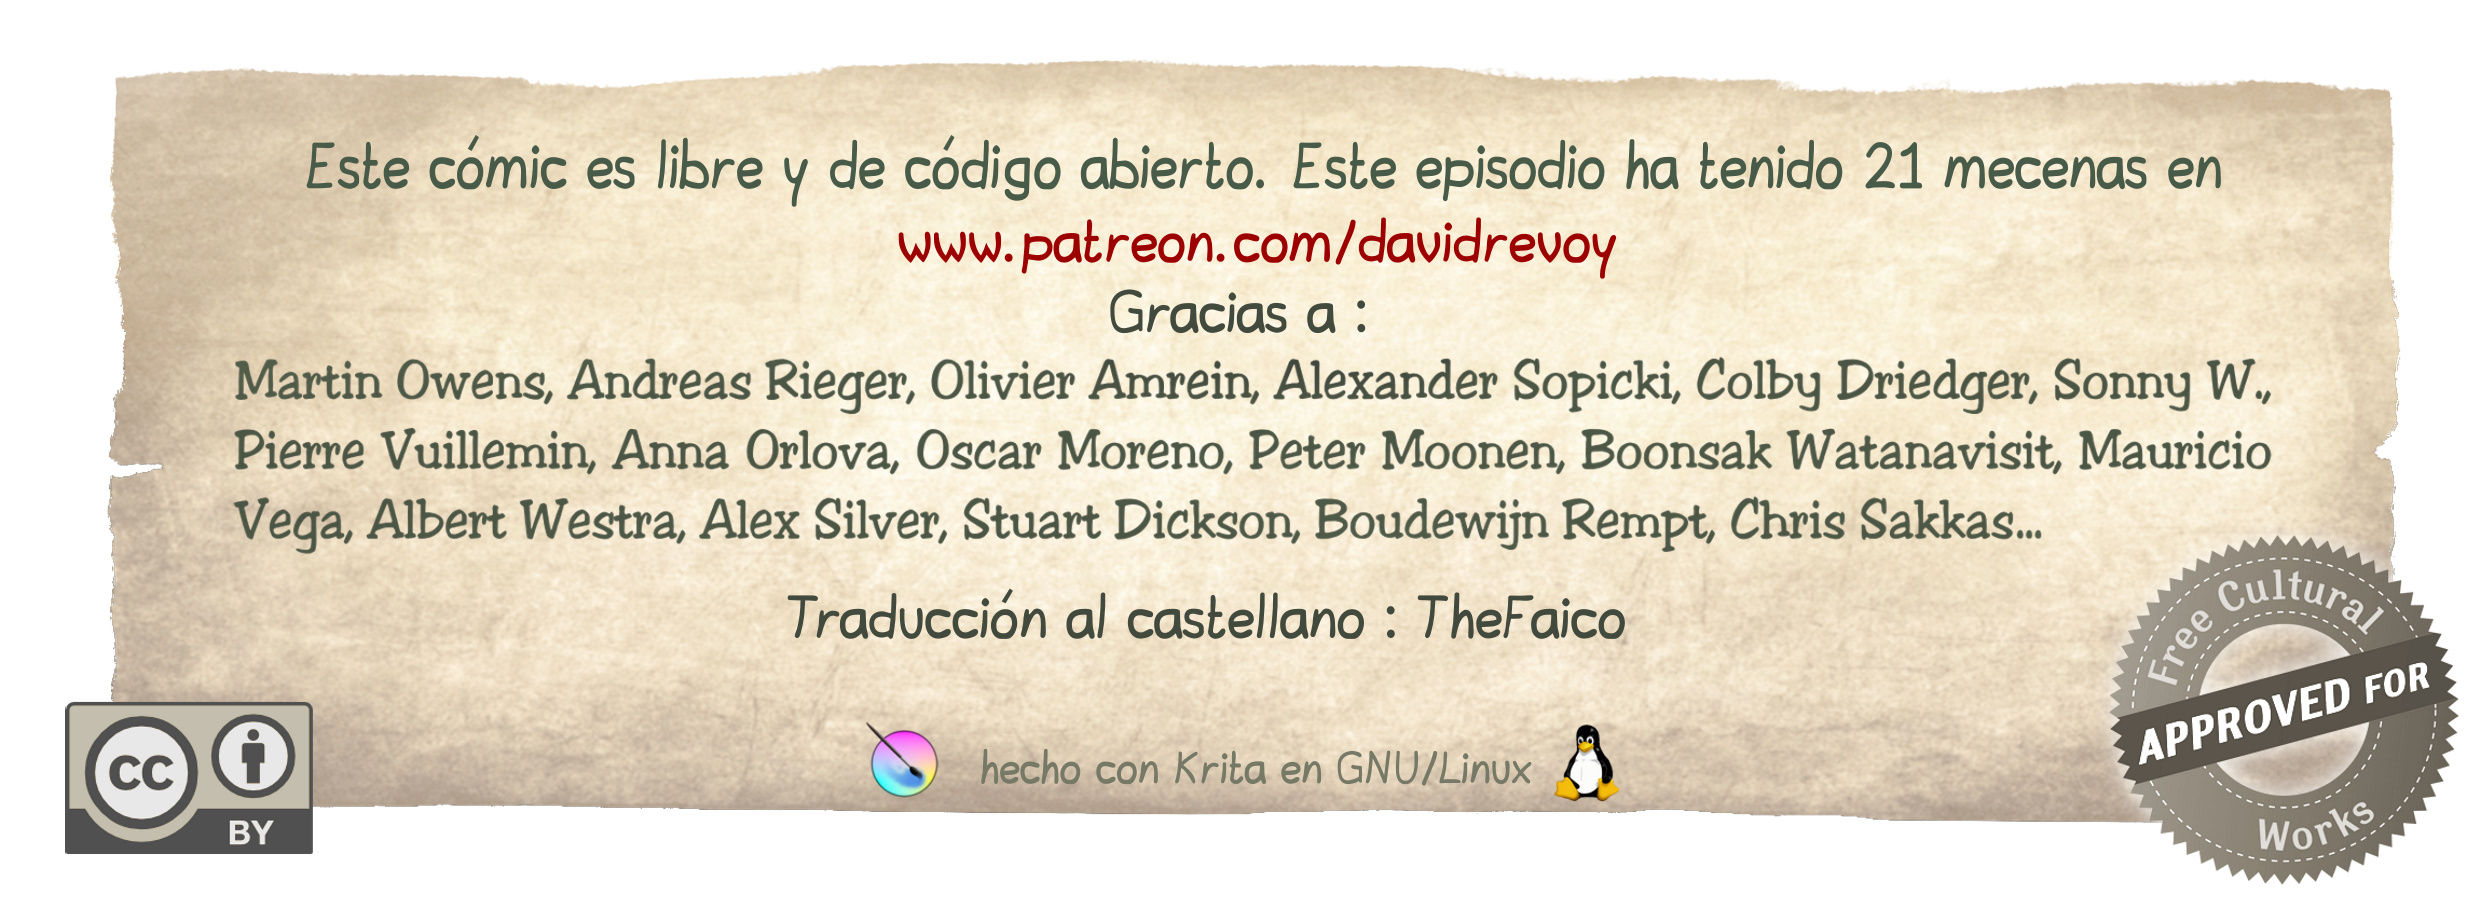 Este cómic es libre y de código abierto. Este episodio ha tenido 21 mecenas en
www.patreon.com/davidrevoy
Gracias a :
Martin Owens, Andreas Rieger, Olivier Amrein, Alexander Sopicki, Colby Driedger, Sonny W.,
Pierre Vuillemin, Anna Orlova, Oscar Moreno, Peter Moonen, Boonsak Watanavisit, Mauricio
Vega, Albert Westra, Alex Silver, Stuart Dickson, Boudewijn Rempt, Chris Sakkas...
Traducción al castellano : TheFaico
hecho con Krita en GNU/Linux
CC
BY
Free Cultural
APPROVED FOR
Works